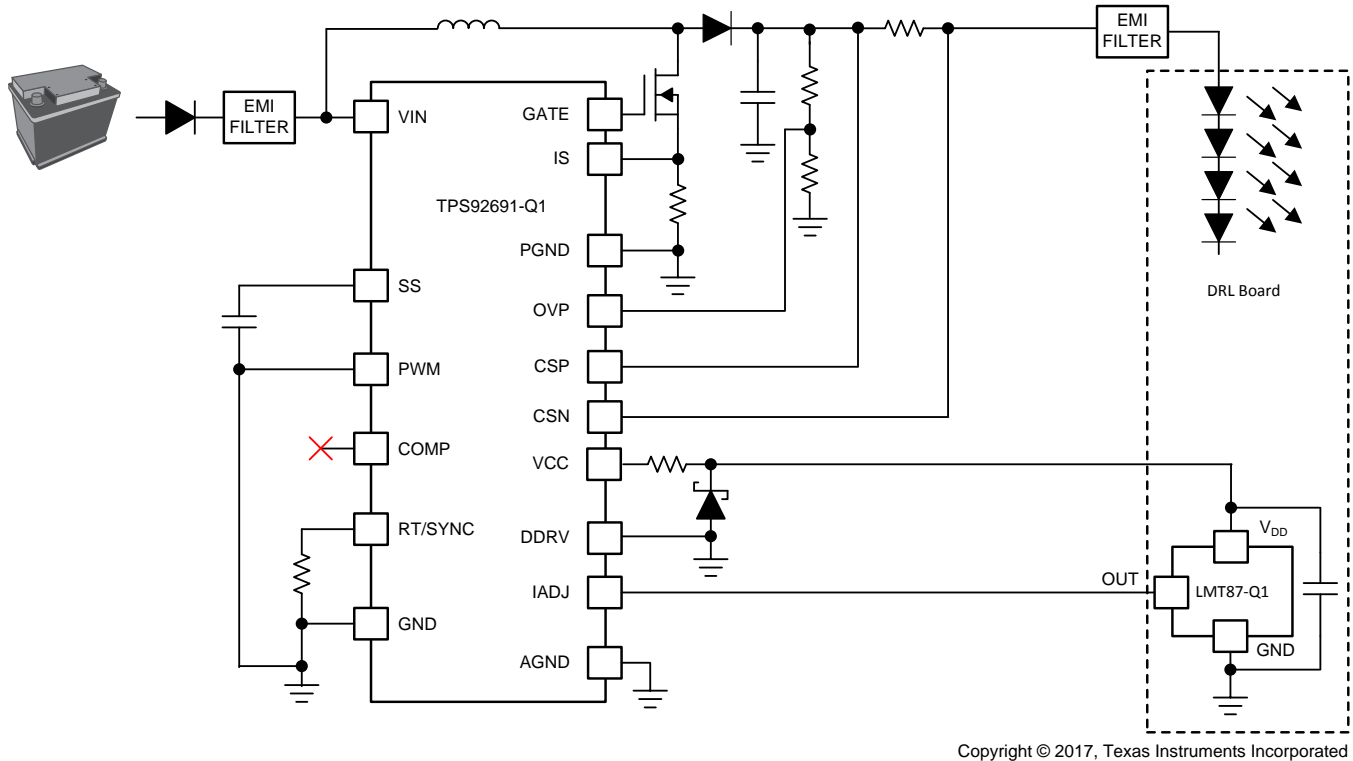 EMI
FILTER
EMI
FILTER
VIN
GATE
IS
TPS92691-Q1
PGND
SS
OVP
DRL Board
PWM
CSP
CSN
COMP
VCC
RT/SYNC
DDRV
VDD
IADJ
OUT
LMT87-Q1
GND
GND
AGND
Copyright © 2017, Texas Instruments Incorporated